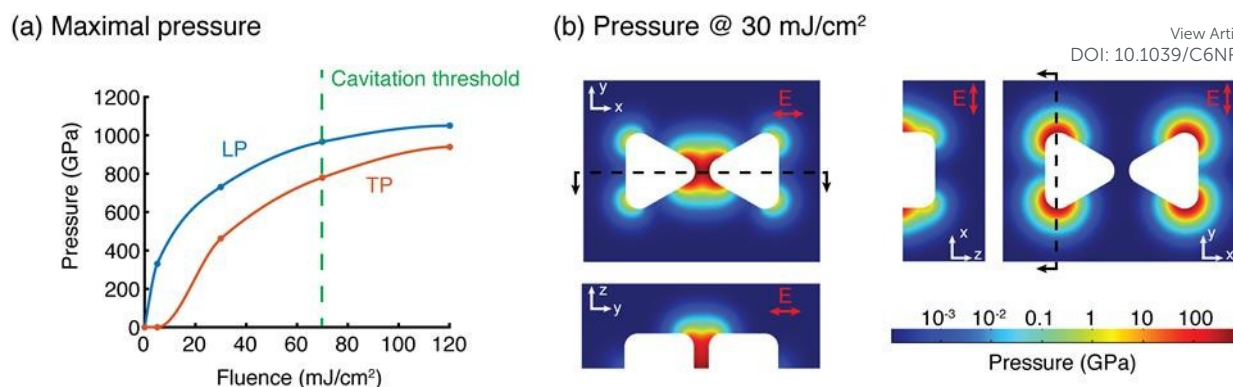 (a) Maximal pressure
(b) Pressure @ 30 mJ/cm²
View Arti
DOI: 10.1039/C6NR
Cavitation threshold
1200
1000
800
600
400
200
0
Pressure (GPa)
LP
TP
0 20 40 60 80 100 120
Fluence (mJ/cm²)
y
x
E
z
y
E
E
x
z
E
y
x
10⁻³ 10⁻² 0.1 1 10 100
Pressure (GPa)